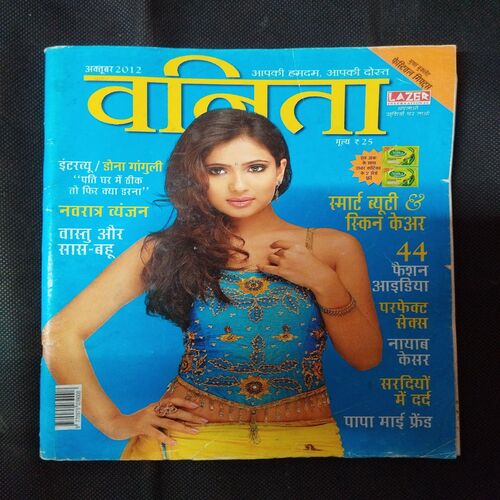 अक्तूबर 2012
आपकी हमदम, आपकी दोस्त
वनिता
मूल्य ₹ 25
LAZER
इंटरव्यू / डोना गांगुली
“पति घर में ठीक
तो फिर क्या डरना”
नवरात्र व्यंजन
वास्तु और
सास-बहू
स्मार्ट ब्यूटी &
स्किन केअर
44
फैशन
आइडिया
परफेक्ट
सेक्स
नायाब
केसर
सरदियों
में दर्द
पापा माई फ्रेंड